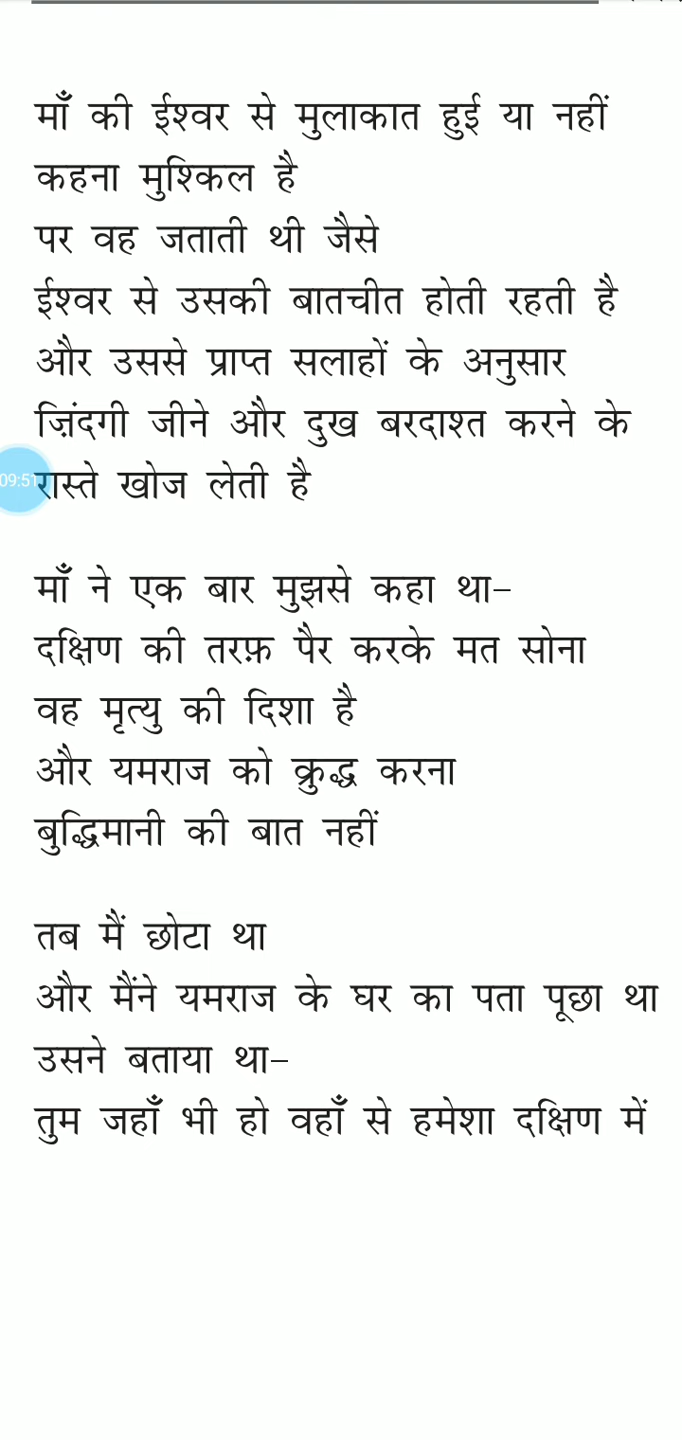 माँ की ईश्वर से मुलाकात हुई या नहीं
कहना मुश्किल है
पर वह जताती थी जैसे
ईश्वर से उसकी बातचीत होती रहती है
और उससे प्राप्त सलाहों के अनुसार
ज़िंदगी जीने और दुख बरदाश्त करने के
09:51
रास्ते खोज लेती है
माँ ने एक बार मुझसे कहा था–
दक्षिण की तरफ़ पैर करके मत सोना
वह मृत्यु की दिशा है
और यमराज को क्रुद्ध करना
बुद्धिमानी की बात नहीं
तब मैं छोटा था
और मैंने यमराज के घर का पता पूछा था
उसने बताया था–
तुम जहाँ भी हो वहाँ से हमेशा दक्षिण में